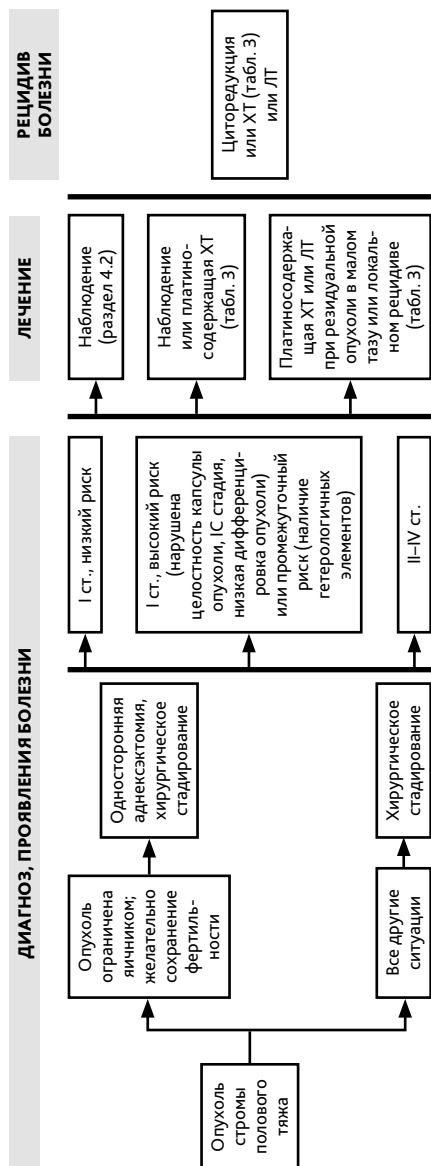 ДИАГНОЗ, ПРОЯВЛЕНИЯ БОЛЕЗНИ
ЛЕЧЕНИЕ
РЕЦИДИВ
БОЛЕЗНИ
Опухоль
стромы
полового
тяжа
Опухоль
ограничена
яичником;
желательно
сохранение
фертиль-
ности
Односторонняя
аднексэктомия,
хирургическое
стадирование
Все другие
ситуации
Хирургическое
стадирование
I ст., низкий риск
I ст., высокий риск
(нарушена
целостность капсулы
опухоли, IC стадия,
низкая дифференци-
ровка опухоли)
или промежуточный
риск (наличие
гетерологичных
элементов)
II–IV ст.
Наблюдение
(раздел 4.2)
Наблюдение
или платино-
содержащая ХТ
(табл. 3)
Платиносодержа-
щая ХТ или ЛТ
при резидуальной
опухоли в малом
тазу или локаль-
ном рецидиве
(табл. 3)
Циторедукция
или ХТ (табл. 3)
или ЛТ